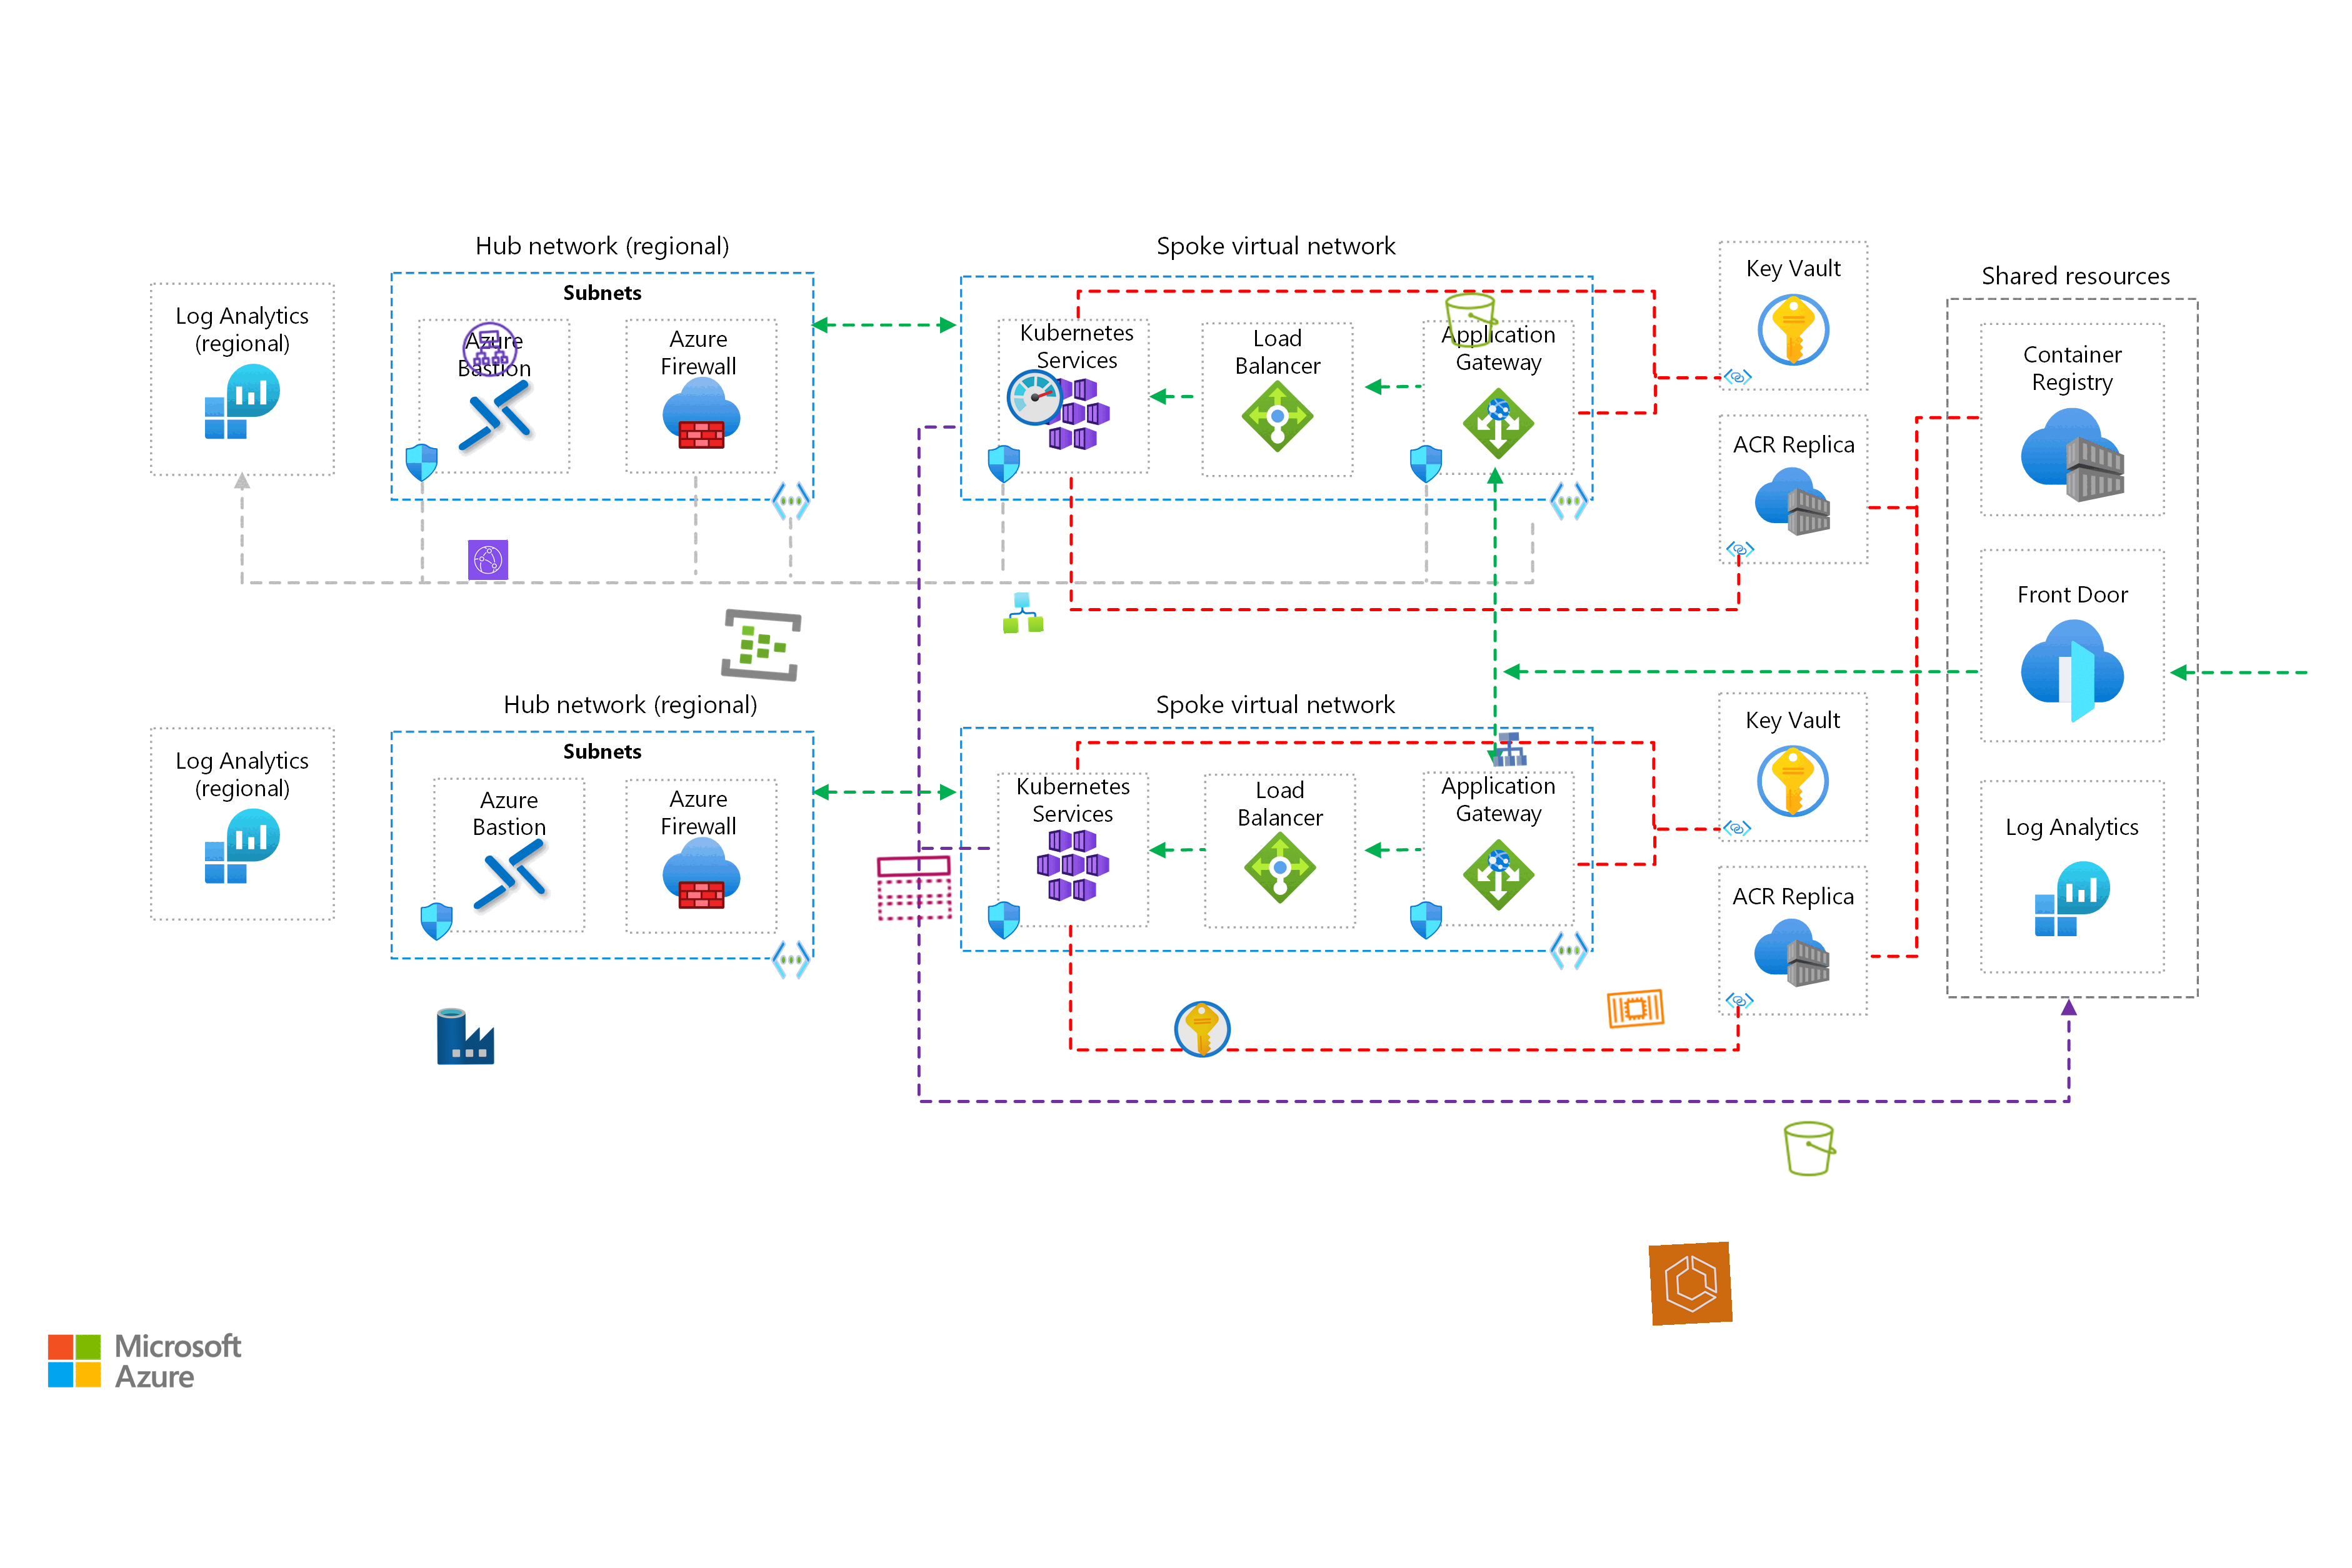 Hub network (regional)
Spoke virtual network
Log Analytics
(regional)
Subnets
Azure
Bastion
Azure
Firewall
Kubernetes
Services
Load
Balancer
Application
Gateway
Key Vault
ACR Replica
Shared resources
Container
Registry
Front Door
Log Analytics
Hub network (regional)
Spoke virtual network
Log Analytics
(regional)
Subnets
Azure
Bastion
Azure
Firewall
Kubernetes
Services
Load
Balancer
Application
Gateway
Key Vault
ACR Replica
Microsoft
Azure